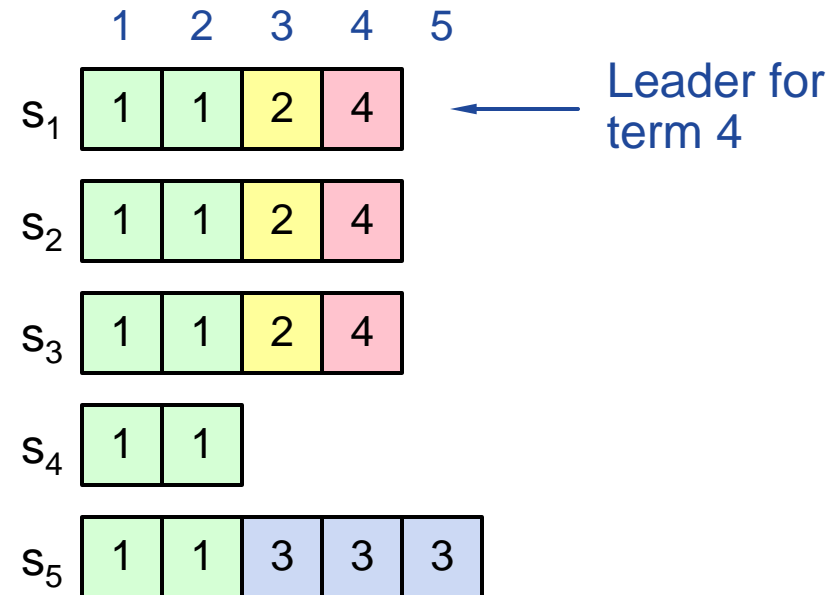 1 2 3 4 5
s1 1 1 2 4
Leader for
term 4
s2 1 1 2 4
s3 1 1 2 4
s4 1 1
s5 1 1 3 3 3